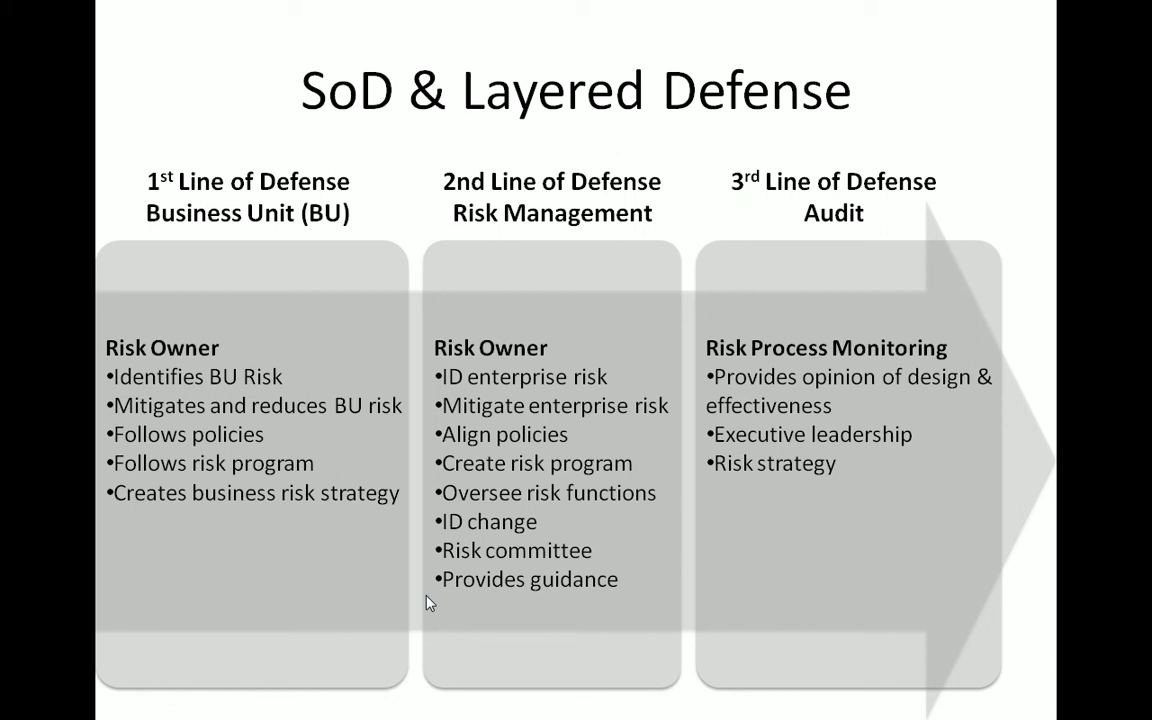 SoD & Layered Defense
1st Line of Defense
Business Unit (BU)
Risk Owner
•Identifies BU Risk
•Mitigates and reduces BU risk
•Follows policies
•Follows risk program
•Creates business risk strategy
2nd Line of Defense
Risk Management
Risk Owner
•ID enterprise risk
•Mitigate enterprise risk
•Align policies
•Create risk program
•Oversee risk functions
•ID change
•Risk committee
•Provides guidance
3rd Line of Defense
Audit
Risk Process Monitoring
•Provides opinion of design &
effectiveness
•Executive leadership
•Risk strategy